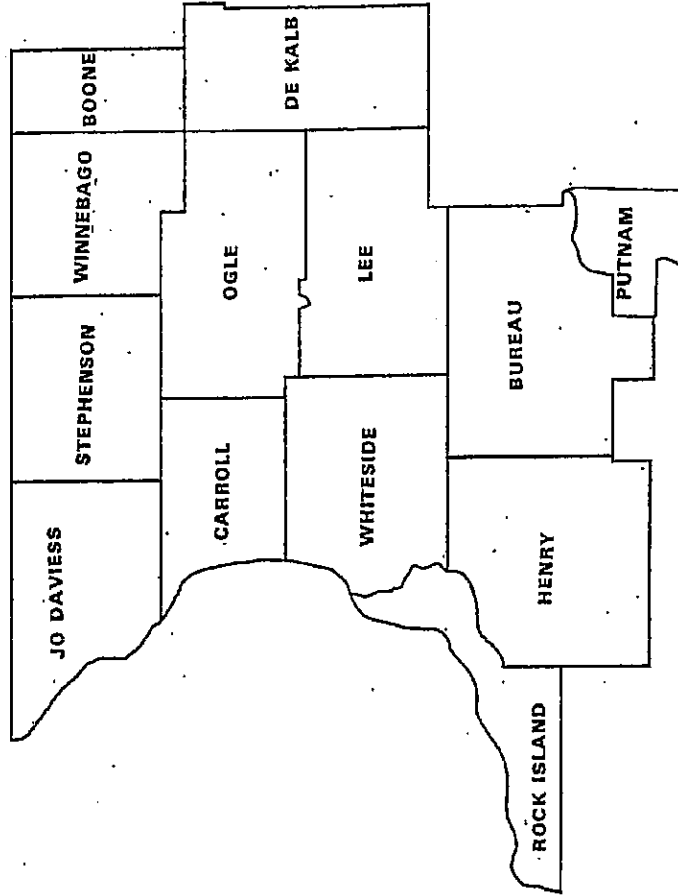 JO DAVIESS
STEPHENSON
WINNEBAGO
BOONE
CARROLL
OGLE
DE KALB
WHITESIDE
LEE
ROCK ISLAND
HENRY
BUREAU
PUTNAM